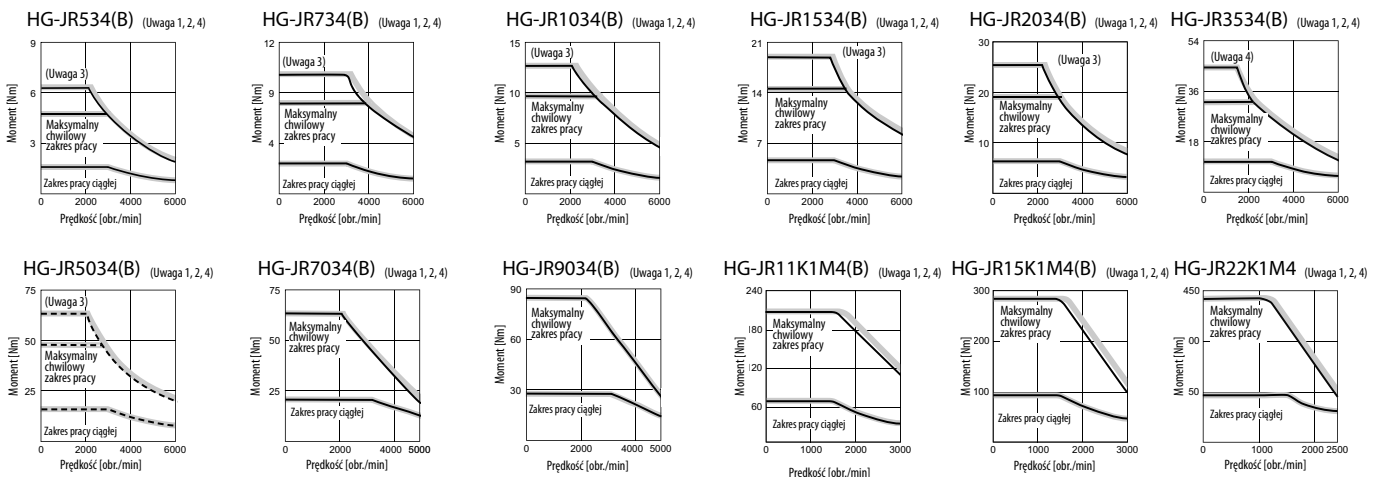 HG-JR534(B) (Uwaga 1, 2, 4)
9
6
3
Moment [Nm]
(Uwaga 3)
Maksymalny
chwilowy
zakres pracy
Zakres pracy ciągłej
0 2000 4000 6000
Prędkość [obr./min]
HG-JR734(B) (Uwaga 1, 2, 4)
12
9
4
Moment [Nm]
(Uwaga 3)
Maksymalny
chwilowy
zakres pracy
Zakres pracy ciągłej
0 2000 4000 6000
Prędkość [obr./min]
HG-JR1034(B) (Uwaga 1, 2, 4)
15
10
5
Moment [Nm]
(Uwaga 3)
Maksymalny
chwilowy
zakres pracy
Zakres pracy ciągłej
0 2000 4000 6000
Prędkość [obr./min]
HG-JR1534(B) (Uwaga 1, 2, 4)
21
14
7
Moment [Nm]
(Uwaga 3)
Maksymalny
chwilowy
zakres pracy
Zakres pracy ciągłej
0 2000 4000 6000
Prędkość [obr./min]
HG-JR2034(B) (Uwaga 1, 2, 4)
30
20
10
Moment [Nm]
(Uwaga 3)
Maksymalny
chwilowy
zakres pracy
Zakres pracy ciągłej
0 2000 4000 6000
Prędkość [obr./min]
HG-JR3534(B) (Uwaga 1, 2, 4)
54
36
18
Moment [Nm]
(Uwaga 4)
Maksymalny
chwilowy
zakres pracy
Zakres pracy ciągłej
0 2000 4000 6000
Prędkość [obr./min]
HG-JR5034(B) (Uwaga 1, 2, 4)
75
50
25
Moment [Nm]
(Uwaga 3)
Maksymalny
chwilowy
zakres pracy
Zakres pracy ciągłej
0 2000 4000 6000
Prędkość [obr./min]
HG-JR7034(B) (Uwaga 1, 2, 4)
75
50
25
Moment [Nm]
Maksymalny
chwilowy
zakres pracy
Zakres pracy ciągłej
0 2000 4000 5000
Prędkość [obr./min]
HG-JR9034(B) (Uwaga 1, 2, 4)
90
60
30
Moment [Nm]
Maksymalny
chwilowy
zakres pracy
Zakres pracy ciągłej
0 2000 4000 5000
Prędkość [obr./min]
HG-JR11K1M4(B) (Uwaga 1, 2, 4)
240
180
120
60
Moment [Nm]
Maksymalny
chwilowy
zakres pracy
Zakres pracy ciągłej
0 1000 2000 3000
Prędkość [obr./min]
HG-JR15K1M4(B) (Uwaga 1, 2, 4)
300
200
100
Moment [Nm]
Maksymalny
chwilowy
zakres pracy
Zakres pracy ciągłej
0 1000 2000 3000
Prędkość [obr./min]
HG-JR22K1M4 (Uwaga 1, 2, 4)
450
00
50
Moment [Nm]
Maksymalny
chwilowy
zakres pracy
Zakres pracy ciągłej
0 1000 2000 2500
Prędkość [obr./min]